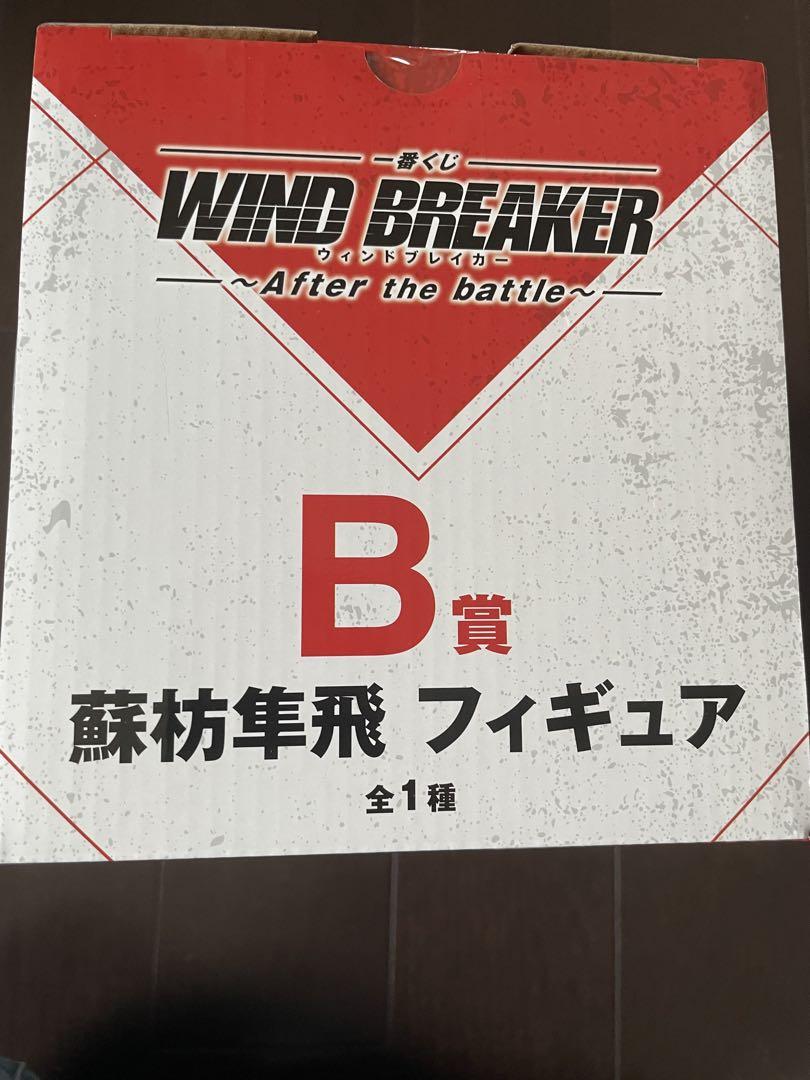 一番くじ
WIND BREAKER
ウィンドブレイカー
～After the battle～
B賞
蘇枋隼飛 フィギュア
全1種